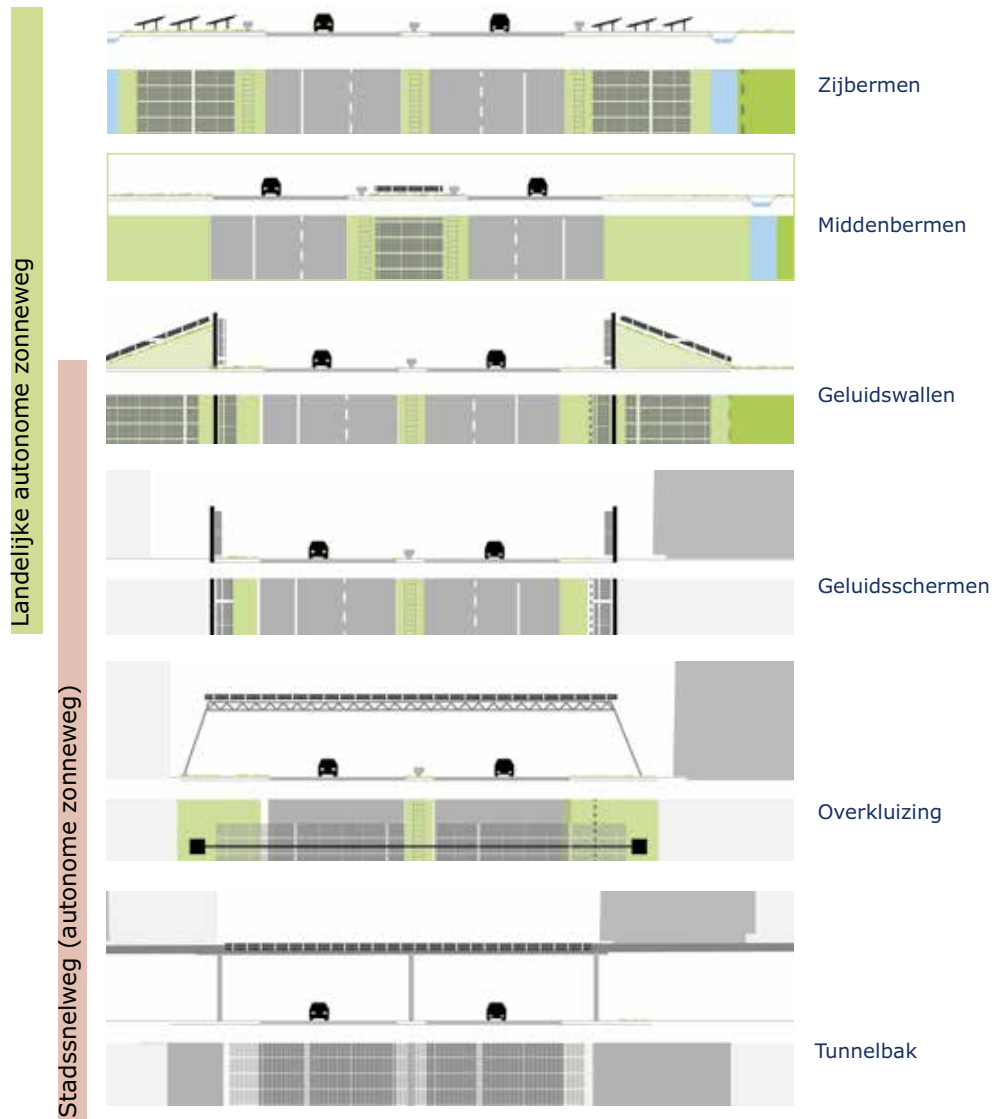 Landelijke autonome zonneweg
Stadssnelweg (autonome zonneweg)
Zijbermen
Middenbermen
Geluidswallen
Geluidsschermen
Overkluizing
Tunnelbak